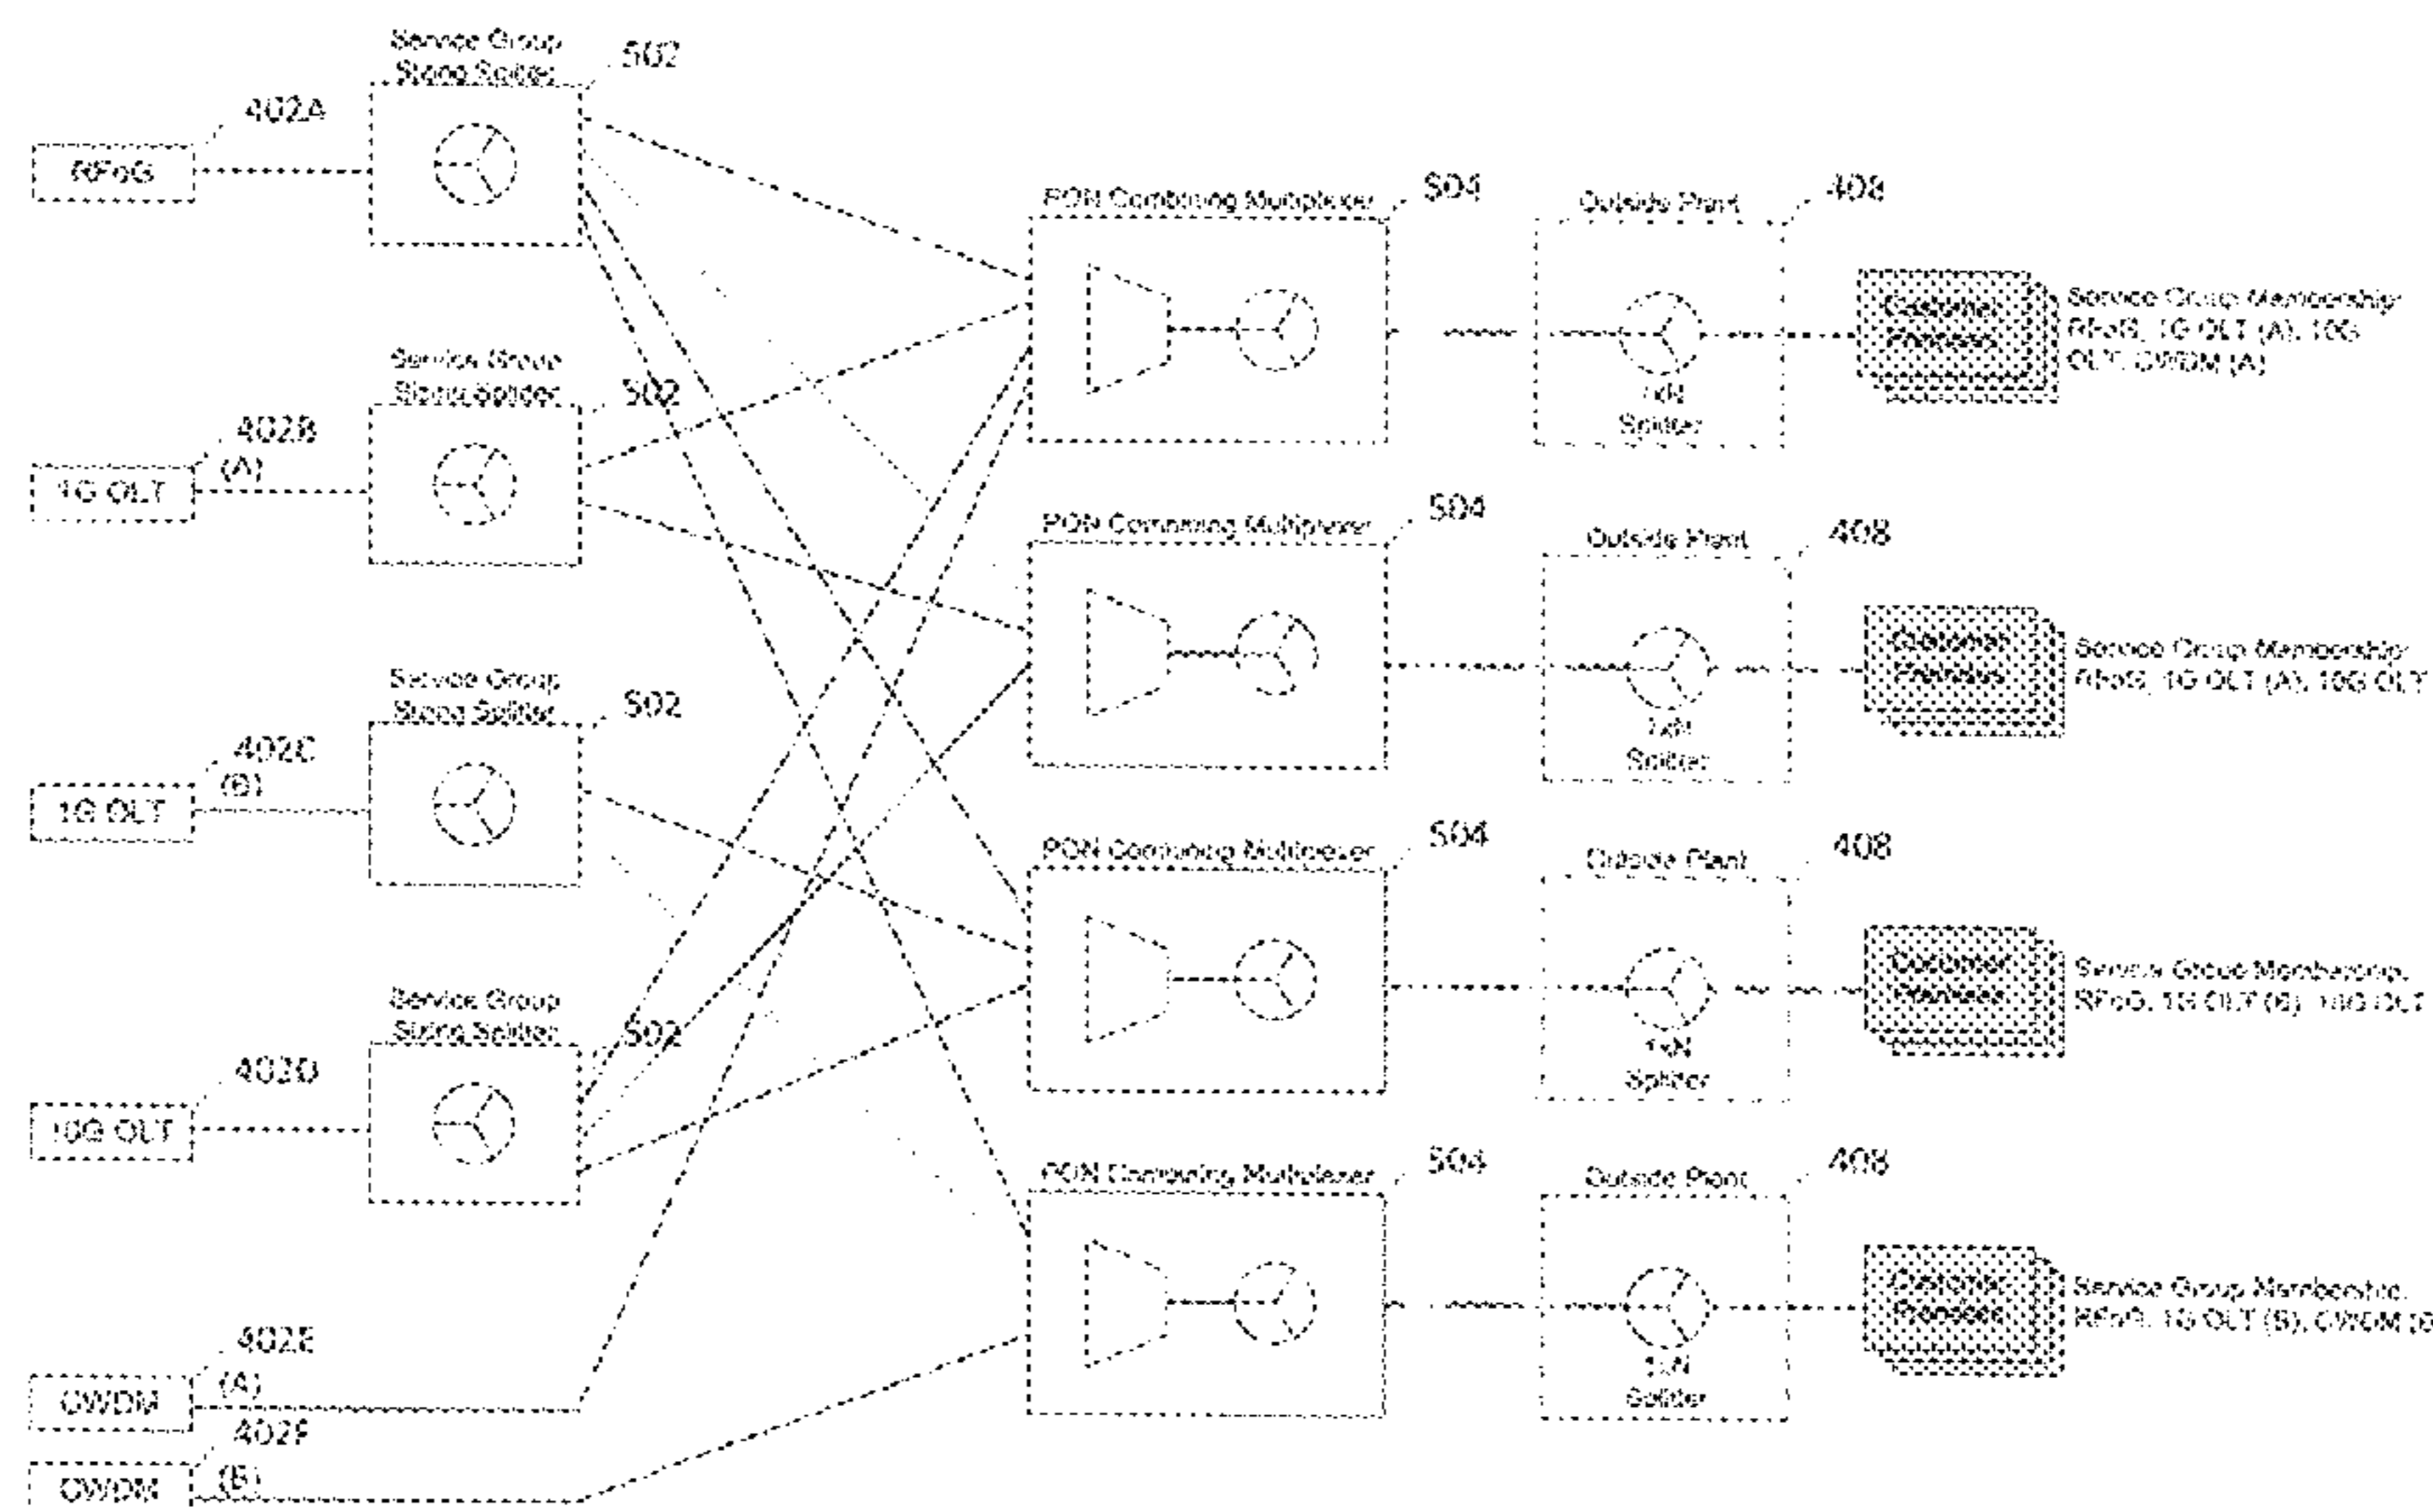 Service Group
Sizing Splitter
502
402A
RFoG
PON Combining Multiplexer
504
Outside Plant
408
1xN
Splitter
Customer
Premises
Service Group Membership:
RFoG, 1G OLT (A), 10G
OLT, CWDM (A)
Service Group
Sizing Splitter
502
402B
(A)
1G OLT
PON Combining Multiplexer
504
Outside Plant
408
1xN
Splitter
Customer
Premises
Service Group Membership:
RFoG, 1G OLT (A), 10G OLT
Service Group
Sizing Splitter
502
402C
(B)
1G OLT
PON Combining Multiplexer
504
Outside Plant
408
1xN
Splitter
Customer
Premises
Service Group Membership:
RFoG, 1G OLT (B), 10G OLT
Service Group
Sizing Splitter
502
402D
10G OLT
PON Combining Multiplexer
504
Outside Plant
408
1xN
Splitter
Customer
Premises
Service Group Membership:
RFoG, 1G OLT (B), CWDM
402E
(A)
CWDM
402F
(B)
CWDM